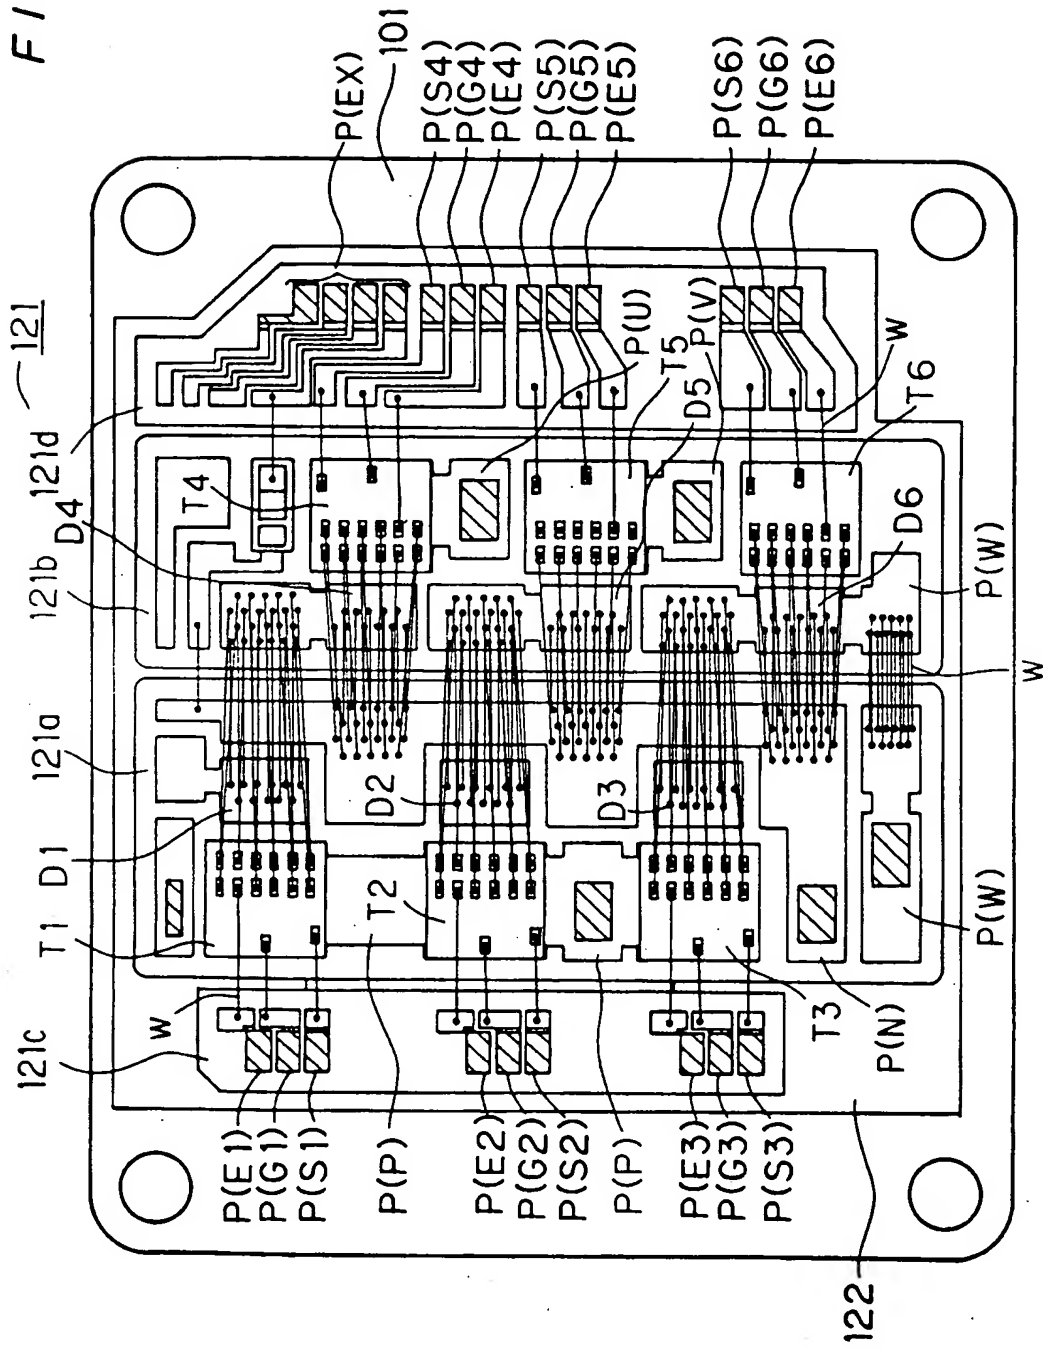 FI
121
121c
T1
D1
121a
121b
D4
121d
T4
W
P(EX)
101
P(E1)
P(G1)
P(S1)
P(P)
T2
D2
P(S4)
P(G4)
P(E4)
P(E2)
P(G2)
P(S2)
P(S5)
P(G5)
P(E5)
P(U)
T5
D5
P(V)
D3
P(P)
P(E3)
P(G3)
P(S3)
P(S6)
P(G6)
P(E6)
T3
P(N)
W
T6
D6
122
P(W)
P(W)
W